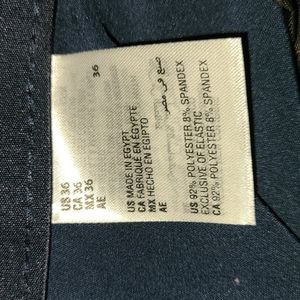 36
US 36
CA 36
MX 36
AE
صنع في مصر
US MADE IN EGYPT
CA FABRIQUÉ EN ÉGYPTE
MX HECHO EN EGIPTO
AE
US 92% POLYESTER 8% SPANDEX
EXCLUSIVE OF ELASTIC
CA 92% POLYESTER 8% SPANDEX